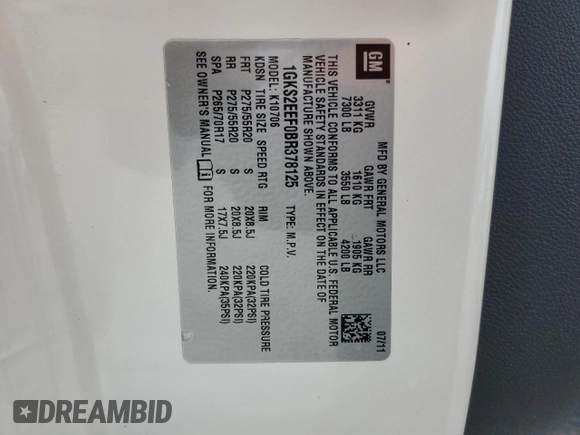 GM
MFD BY GENERAL MOTORS LLC
07/11
GVWR GAWR FRT GAWR RR
3311 KG 1610 KG 1905 KG
7300 LB 3550 LB 4200 LB
THIS VEHICLE CONFORMS TO ALL APPLICABLE U.S. FEDERAL MOTOR
VEHICLE SAFETY STANDARDS IN EFFECT ON THE DATE OF
MANUFACTURE SHOWN ABOVE.
1GKS2EEF0BR378125 TYPE: M.P.V.
MODEL: K10706
KDSN TIRE SIZE SPEED RTG RIM COLD TIRE PRESSURE
FRT P275/55R20 S 20X8.5J 220KPA(32PSI)
RR P275/55R20 S 20X8.5J 220KPA(32PSI)
SPA P265/70R17 S 17X7.5J 240KPA(35PSI)
SEE OWNER'S MANUAL FOR MORE INFORMATION.
DREAMBID